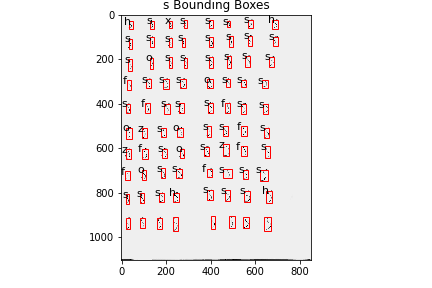 s Bounding Boxes
0
h s x s s s s h
s s s s s s s s
200
s o s s s s s s
f s s s o s s s
400
s f s s s f s s
o z s o s s f s
600
z f s o s z f s
f o s s f s s s
800
s s s h s s s h
1000
0 200 400 600 800